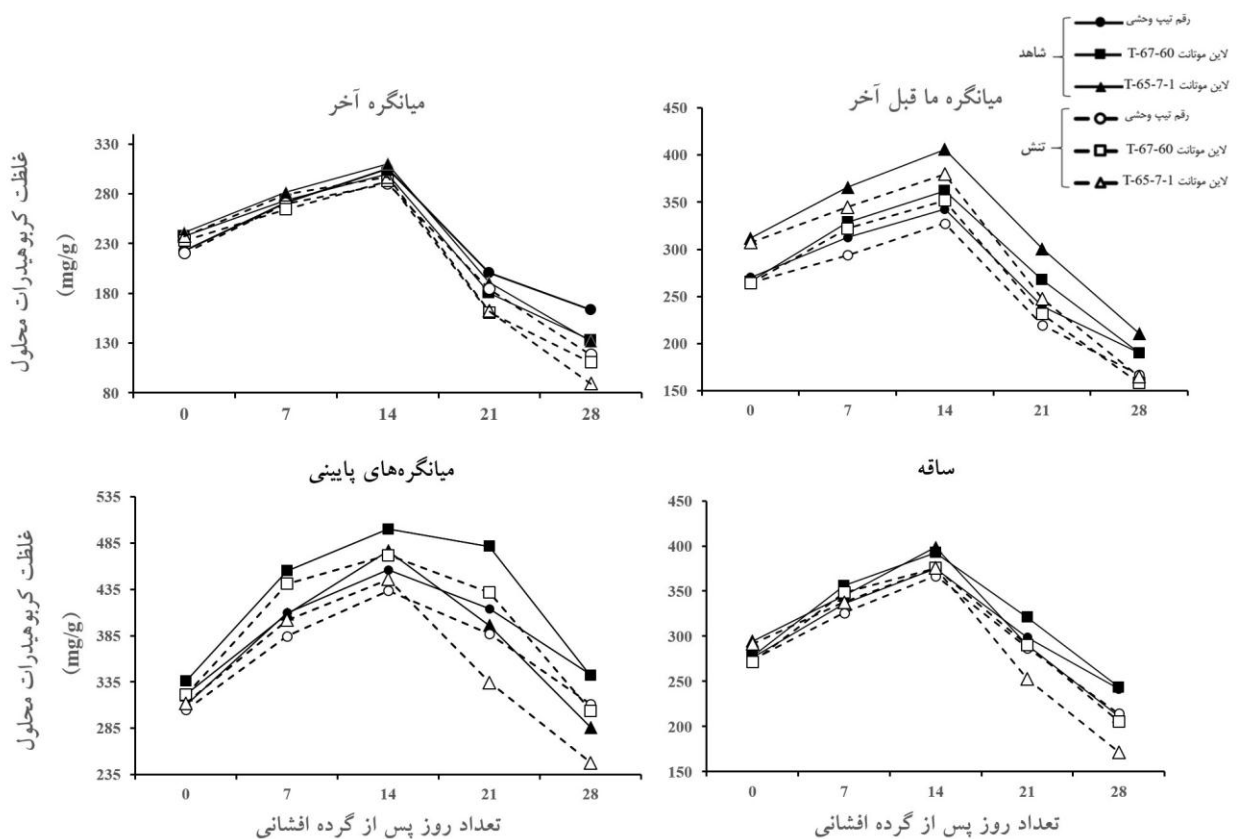 شاهد
رقم تیپ وحشی
لاین موتانت T-67-60
لاین موتانت T-65-7-1
تنش
رقم تیپ وحشی
لاین موتانت T-67-60
لاین موتانت T-65-7-1
میانگره ما قبل آخر
450
400
350
300
250
200
150
0 7 14 21 28
میانگره آخر
غلظت کربوهیدرات محلول
(mg/g)
330
280
230
180
130
80
0 7 14 21 28
ساقه
450
400
350
300
250
200
150
0 7 14 21 28
تعداد روز پس از گرده افشانی
میانگره‌های پایینی
غلظت کربوهیدرات محلول
(mg/g)
535
485
435
385
335
285
235
0 7 14 21 28
تعداد روز پس از گرده افشانی